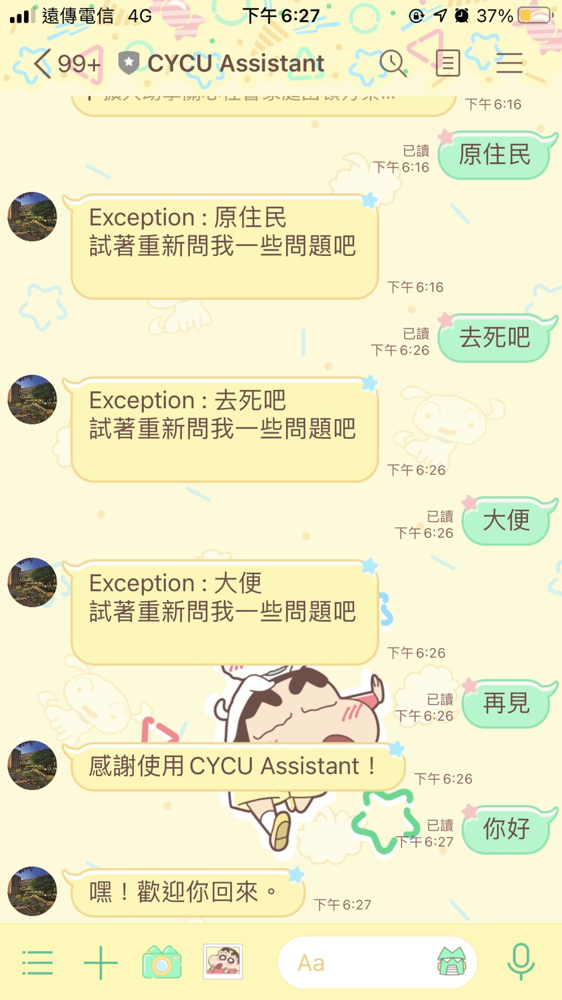 遠傳電信 4G 下午6:27 37%
99+ CYCU Assistant
下午6:16
已讀
下午6:16
原住民
Exception : 原住民
試著重新問我一些問題吧
下午6:16
已讀
下午6:26
去死吧
Exception : 去死吧
試著重新問我一些問題吧
下午6:26
已讀
下午6:26
大便
Exception : 大便
試著重新問我一些問題吧
下午6:26
已讀
下午6:26
再見
感謝使用CYCU Assistant！
下午6:26
已讀
下午6:27
你好
嘿！歡迎你回來。
下午6:27
Aa